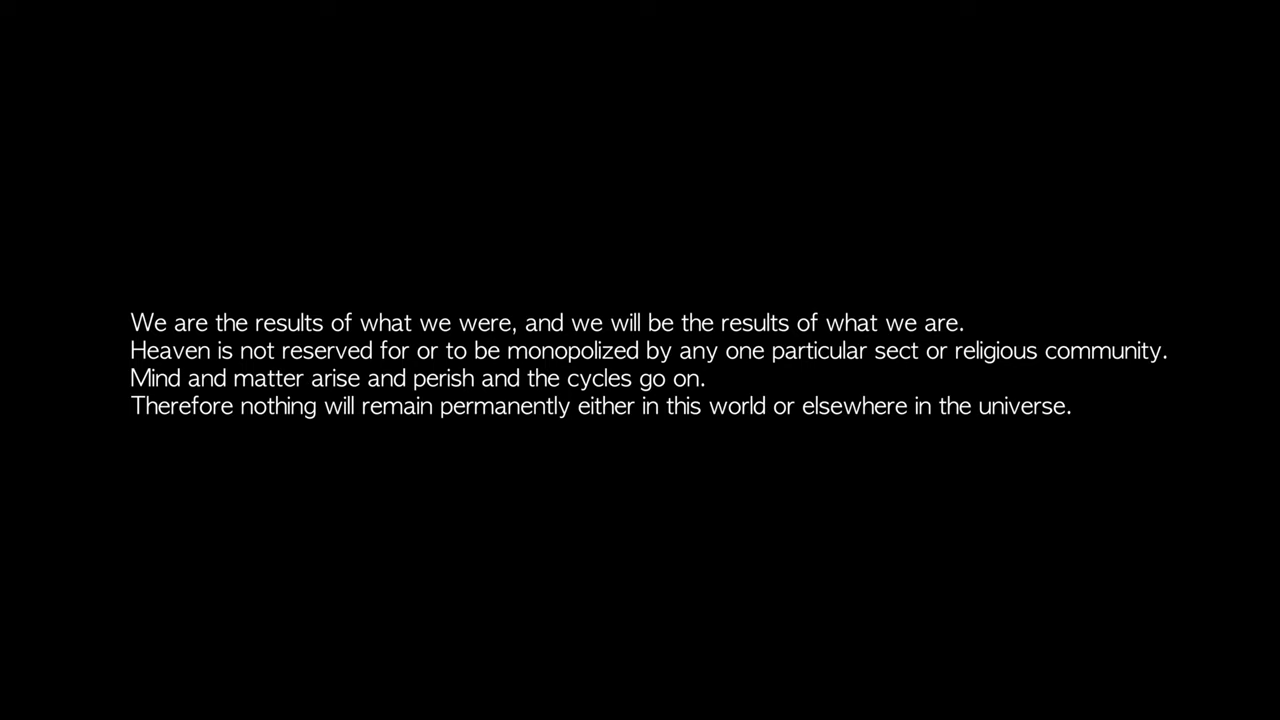 We are the results of what we were, and we will be the results of what we are.
Heaven is not reserved for or to be monopolized by any one particular sect or religious community.
Mind and matter arise and perish and the cycles go on.
Therefore nothing will remain permanently either in this world or elsewhere in the universe.